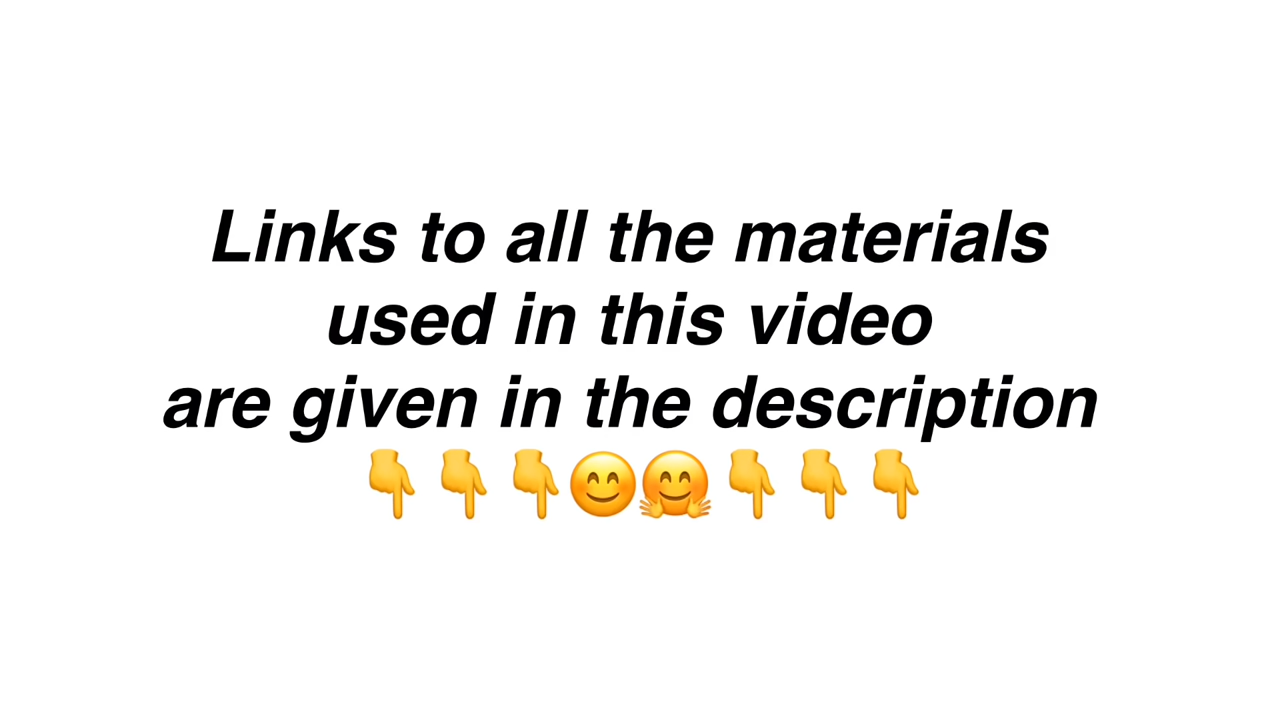 Links to all the materials
used in this video
are given in the description
👇👇👇😊🤗👇👇👇